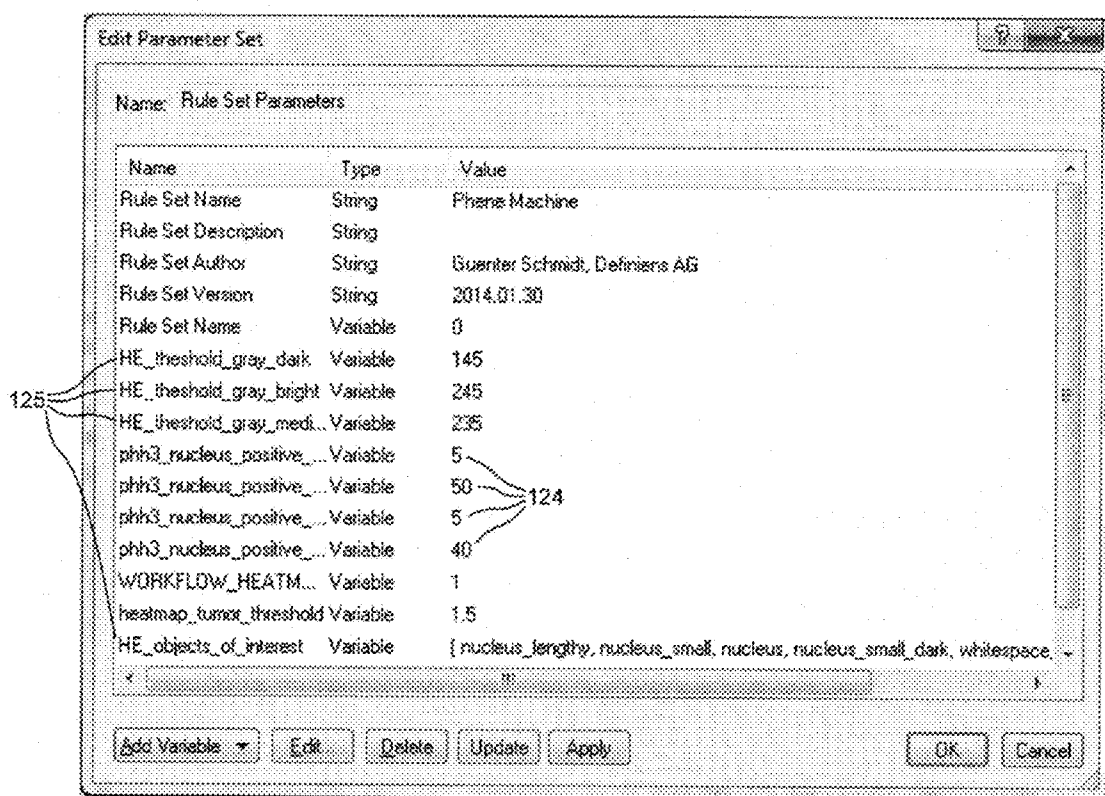 Edit Parameter Set
Name: Rule Set Parameters
Name Type Value
Rule Set Name String Phene Machine
Rule Set Description String
Rule Set Author String Guenter Schmidt, Definiens AG
Rule Set Version String 2014.01.30
Rule Set Name Variable 0
HE_theshold_gray_dark Variable 145
HE_theshold_gray_bright Variable 245
125
HE_theshold_gray_medi... Variable 235
phh3_nucleus_positive_... Variable 5
phh3_nucleus_positive_... Variable 50
124
phh3_nucleus_positive_... Variable 5
phh3_nucleus_positive_... Variable 40
WORKFLOW_HEATM... Variable 1
heatmap_tumor_threshold Variable 1.5
HE_objects_of_interest Variable { nucleus_lengthy, nucleus_small, nucleus, nucleus_small_dark, whitespace,
Add Variable Edit... Delete Update Apply OK Cancel